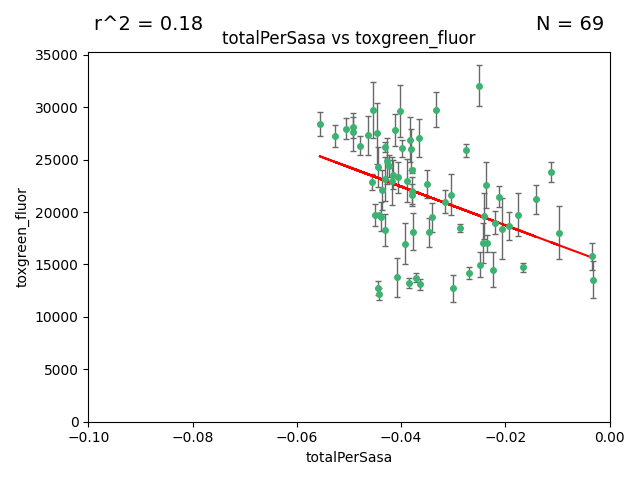 r^2 = 0.18
N = 69
totalPerSasa vs toxgreen_fluor
35000
30000
25000
20000
15000
10000
5000
0
toxgreen_fluor
−0.10
−0.08
−0.06
−0.04
−0.02
0.00
totalPerSasa